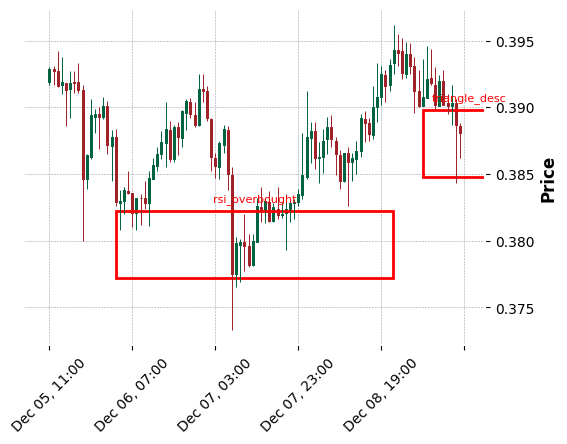 0.395
triangle_desc
0.390
0.385
rsi_overbought
0.380
0.375
Price
Dec 05, 11:00
Dec 06, 07:00
Dec 07, 03:00
Dec 07, 23:00
Dec 08, 19:00